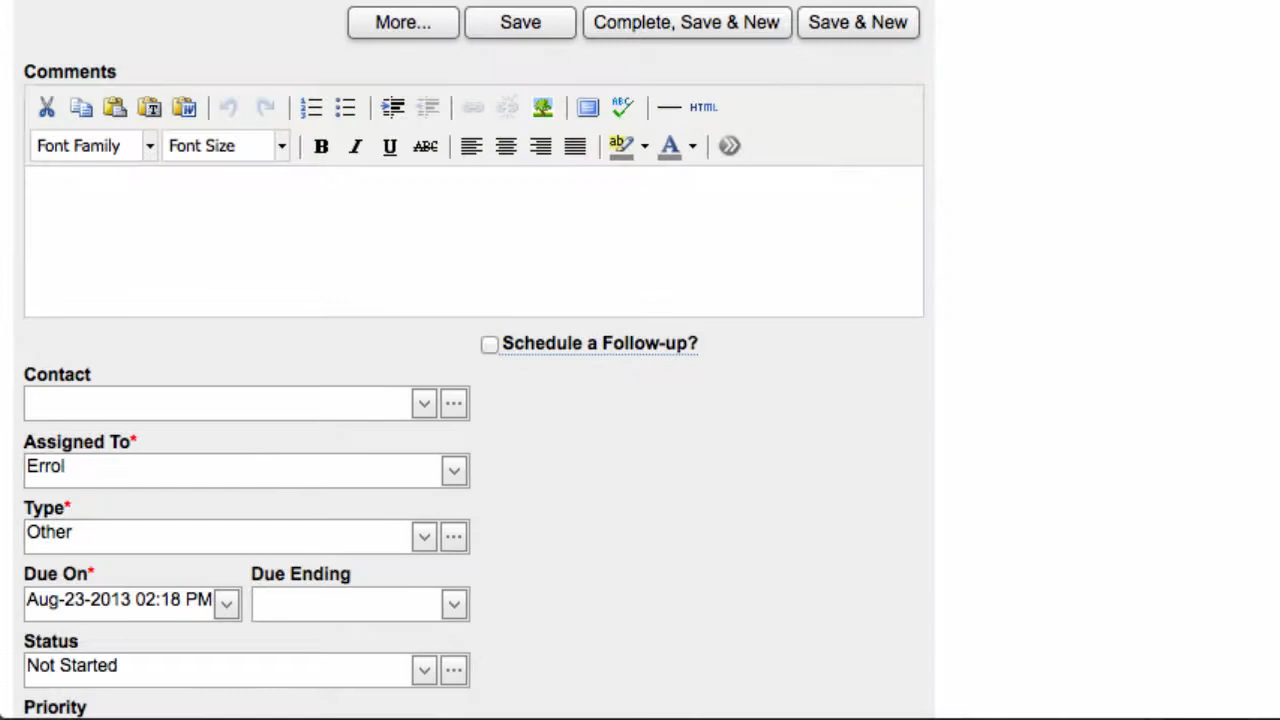 More... Save Complete, Save & New Save & New
Comments
HTML
Font Family Font Size B I U ABC ab A
Schedule a Follow-up?
Contact
Assigned To*
Errol
Type*
Other
Due On* Due Ending
Aug-23-2013 02:18 PM
Status
Not Started
Priority